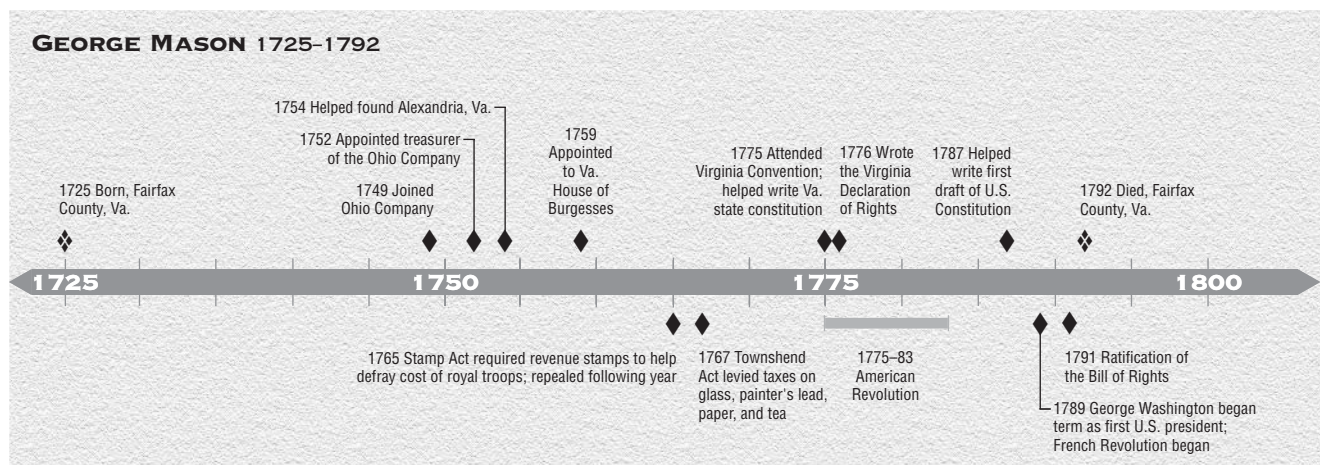 GEORGE MASON 1725–1792
1754 Helped found Alexandria, Va.
1752 Appointed treasurer
of the Ohio Company
1725 Born, Fairfax
County, Va.
1749 Joined
Ohio Company
1759
Appointed
to Va.
House of
Burgesses
1775 Attended
Virginia Convention;
helped write Va.
state constitution
1776 Wrote
the Virginia
Declaration
of Rights
1787 Helped
write first
draft of U.S.
Constitution
1792 Died, Fairfax
County, Va.
1725
1750
1775
1800
1765 Stamp Act required revenue stamps to help
defray cost of royal troops; repealed following year
1767 Townshend
Act levied taxes on
glass, painter's lead,
paper, and tea
1775–83
American
Revolution
1791 Ratification of
the Bill of Rights
1789 George Washington began
term as first U.S. president;
French Revolution began